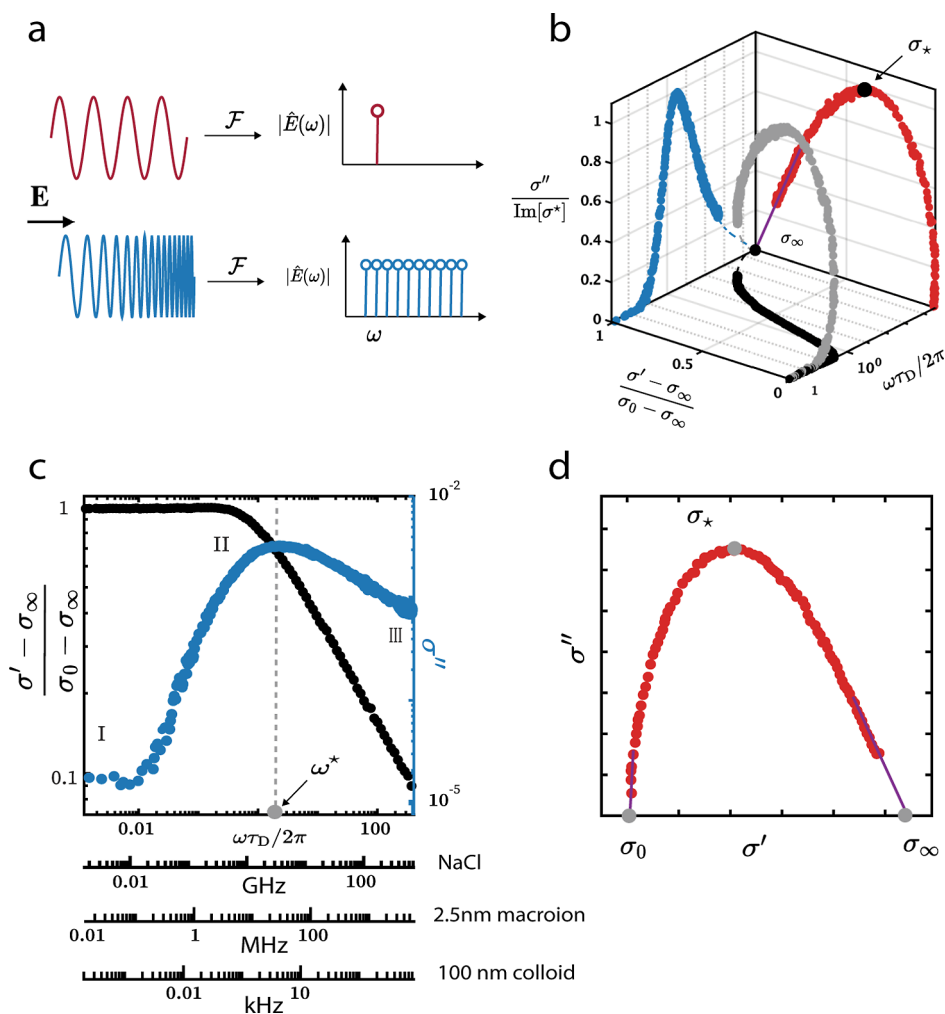 a
𝓕
|Ê(ω)|
E
𝓕
|Ê(ω)|
ω
b
σ⋆
1
0.8
0.6
0.4
0.2
0
σ″ / Im[σ⋆]
σ∞
1
0.5
0
(σ′ − σ∞) / (σ₀ − σ∞)
1
10⁰
ωτ_D/2π
c
1
0.1
(σ′ − σ∞) / (σ₀ − σ∞)
I
II
III
10⁻²
10⁻⁵
σ″
ω⋆
0.01
ωτ_D/2π
100
0.01
GHz
100
NaCl
0.01
1
MHz
100
2.5nm macroion
0.01
kHz
10
100 nm colloid
d
σ⋆
σ″
σ₀
σ′
σ∞